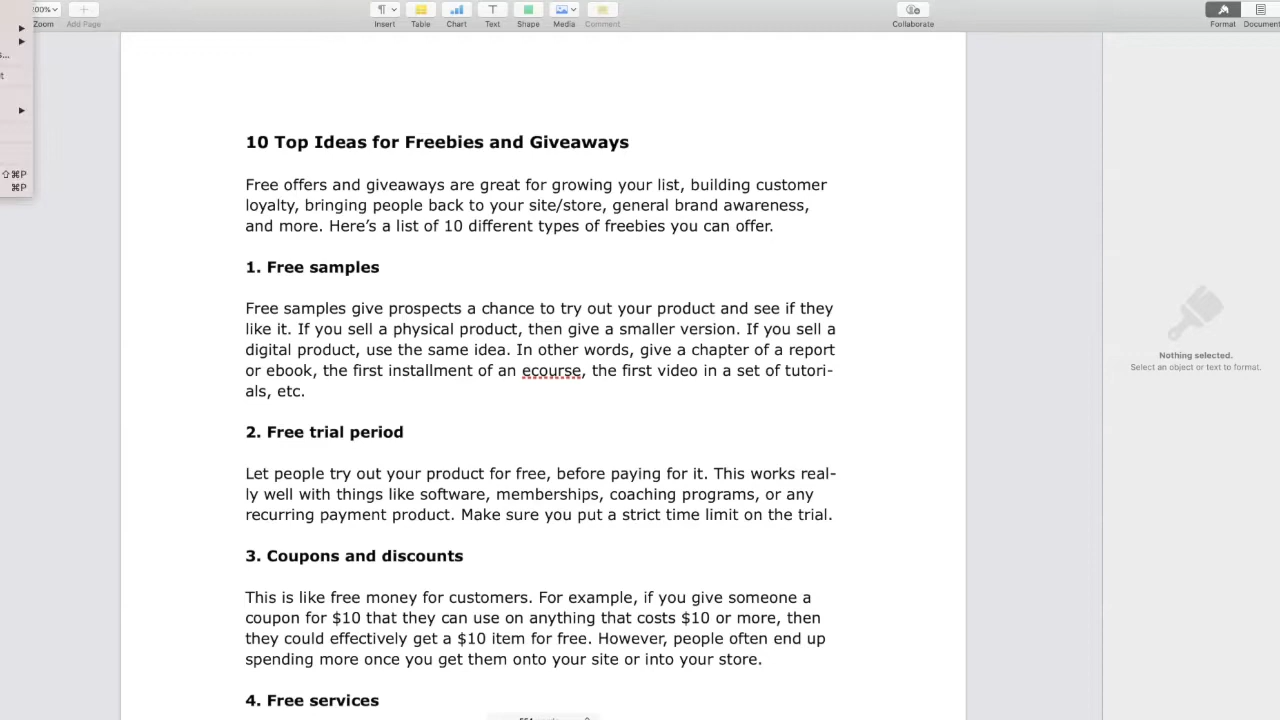 200%
Zoom
Add Page
Insert
Table
Chart
Text
Shape
Media
Comment
Collaborate
Format
Document
⇧⌘P
⌘P
10 Top Ideas for Freebies and Giveaways
Free offers and giveaways are great for growing your list, building customer
loyalty, bringing people back to your site/store, general brand awareness,
and more. Here’s a list of 10 different types of freebies you can offer.
1. Free samples
Free samples give prospects a chance to try out your product and see if they
like it. If you sell a physical product, then give a smaller version. If you sell a
digital product, use the same idea. In other words, give a chapter of a report
or ebook, the first installment of an ecourse, the first video in a set of tutori-
als, etc.
2. Free trial period
Let people try out your product for free, before paying for it. This works real-
ly well with things like software, memberships, coaching programs, or any
recurring payment product. Make sure you put a strict time limit on the trial.
3. Coupons and discounts
This is like free money for customers. For example, if you give someone a
coupon for $10 that they can use on anything that costs $10 or more, then
they could effectively get a $10 item for free. However, people often end up
spending more once you get them onto your site or into your store.
4. Free services
Nothing selected.
Select an object or text to format.